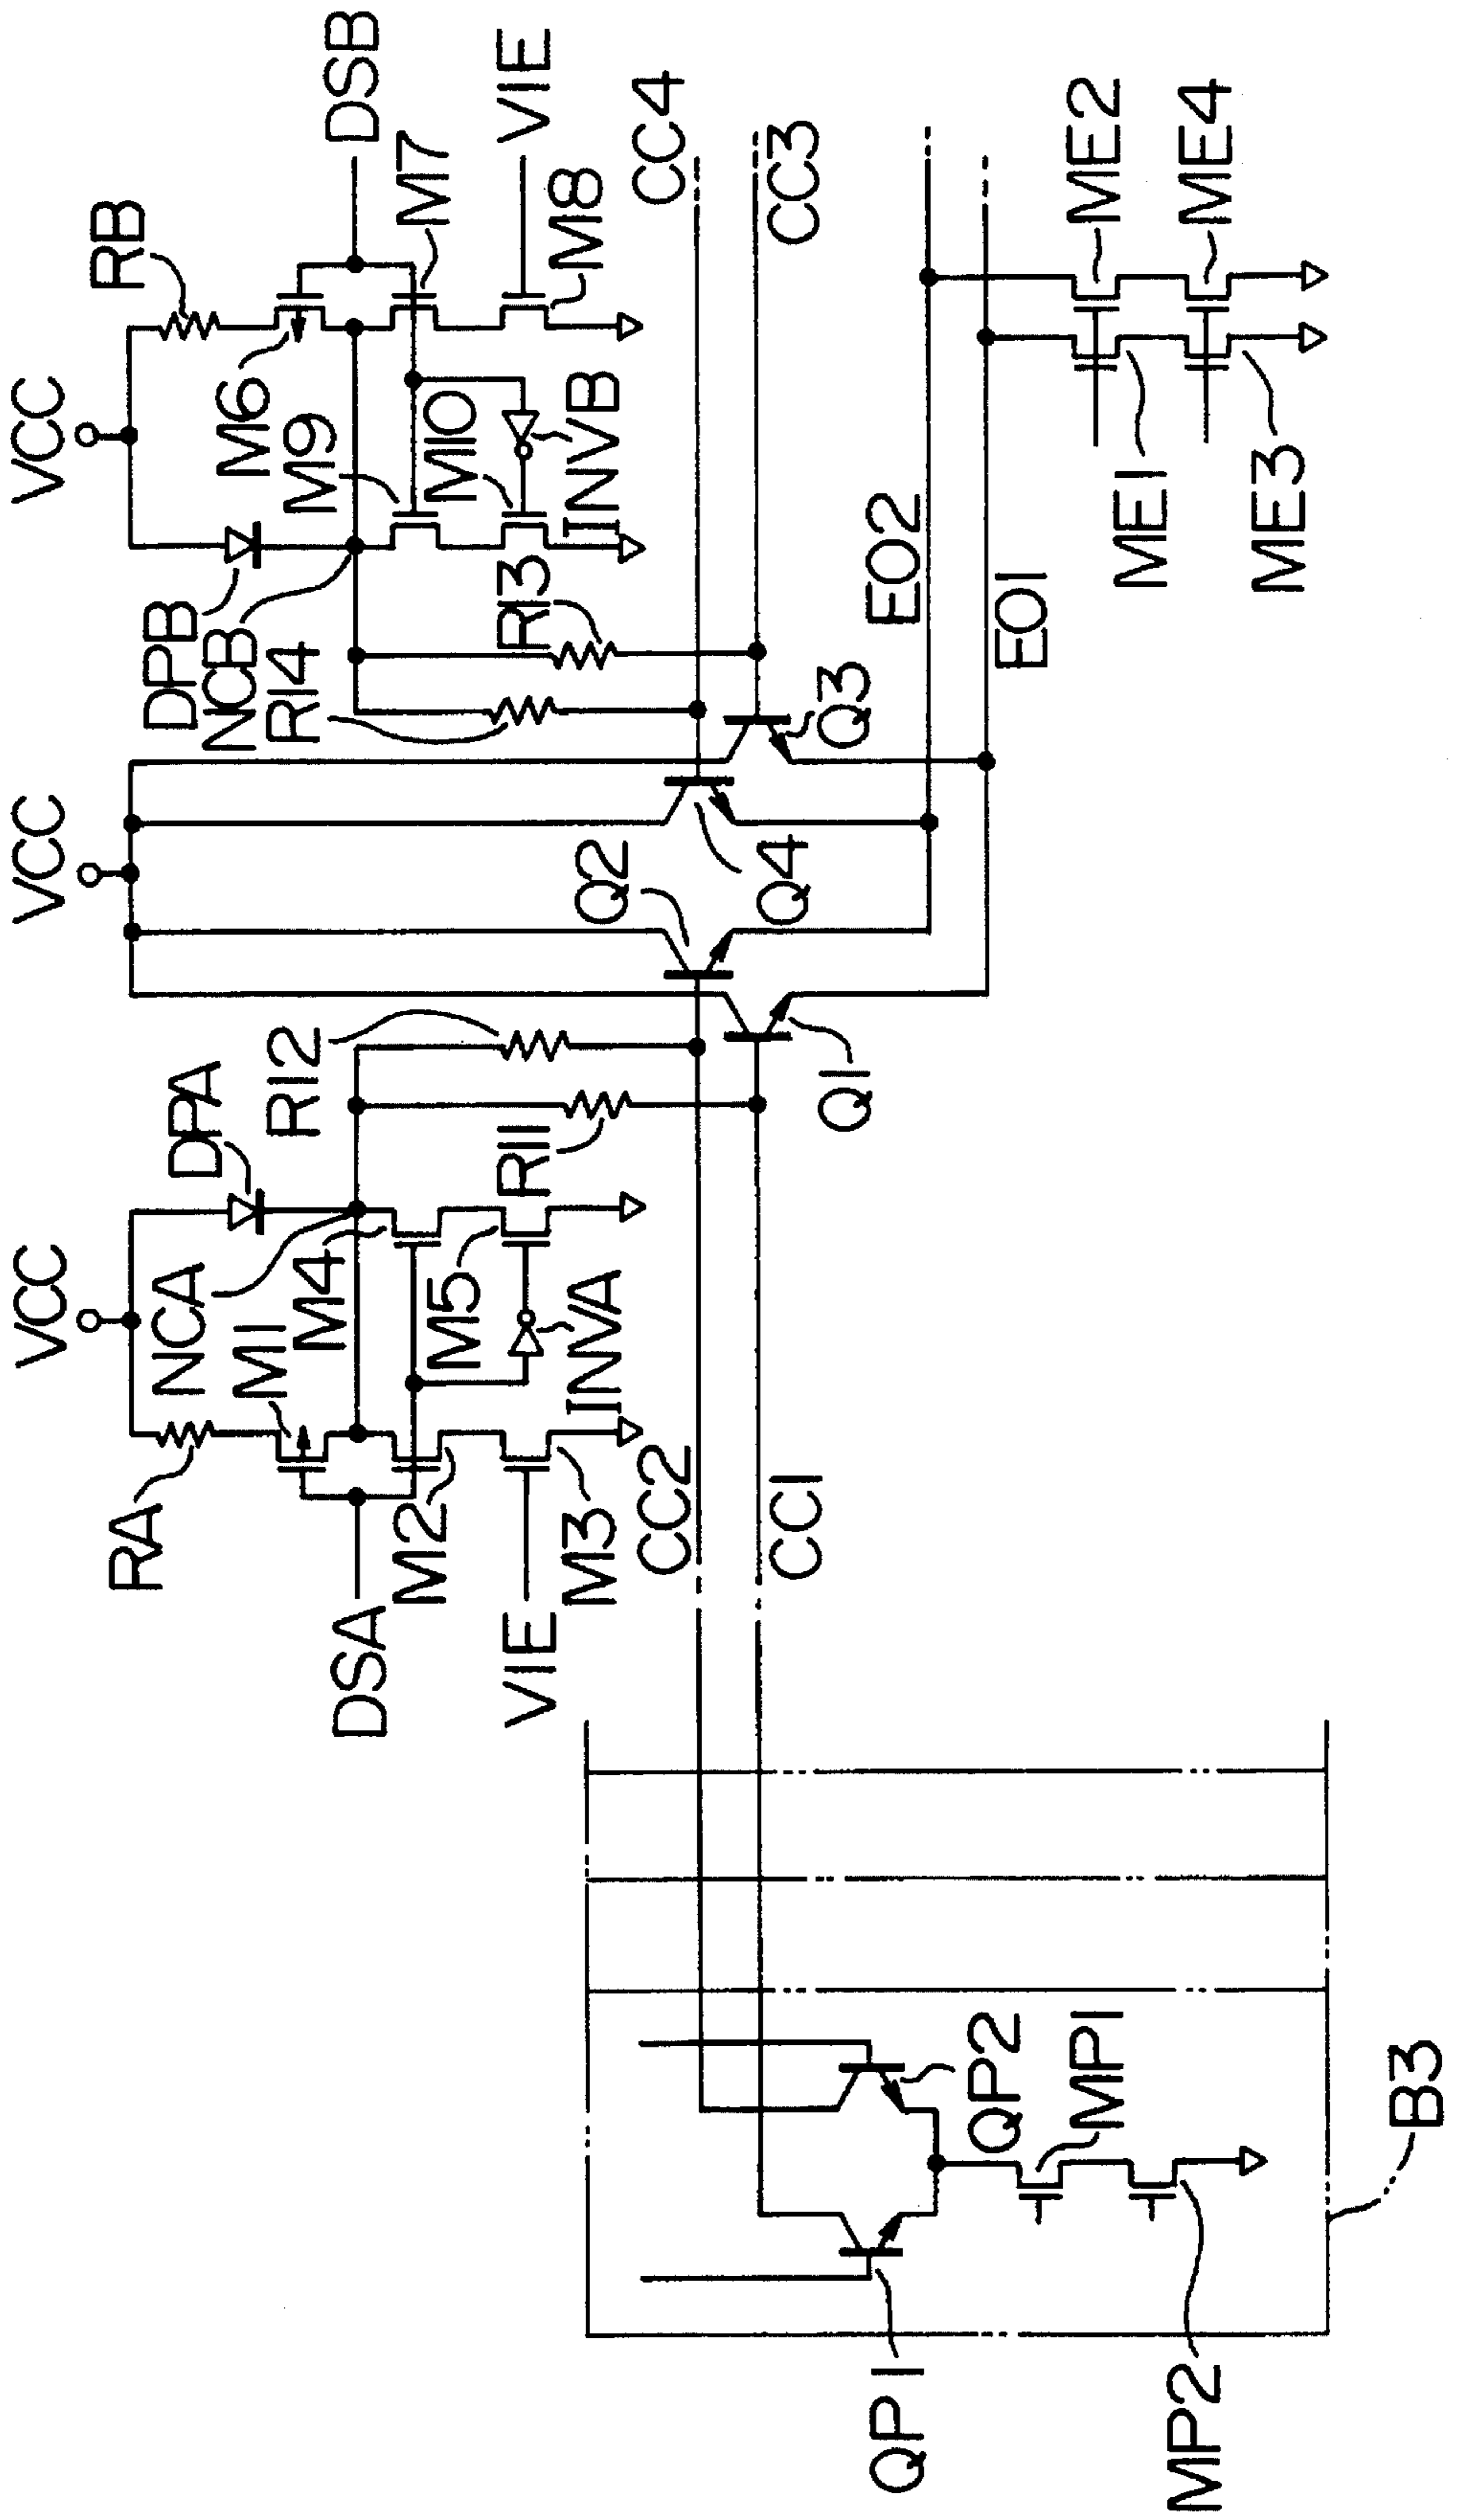 VCC
VCC
VCC
RA
DPA
DPB
RB
NCA
M1
M4
R12
R14
NCB
M9
M6
DSA
DSB
M2
M5
M10
M7
VIE
R11
R13
VIE
M3
INVA
Q2
INVB
M8
CC2
CC4
CC1
Q1
Q4
Q3
CC3
QP1
EO2
QP2
EO1
MP1
ME1
ME2
MP2
ME3
ME4
B3